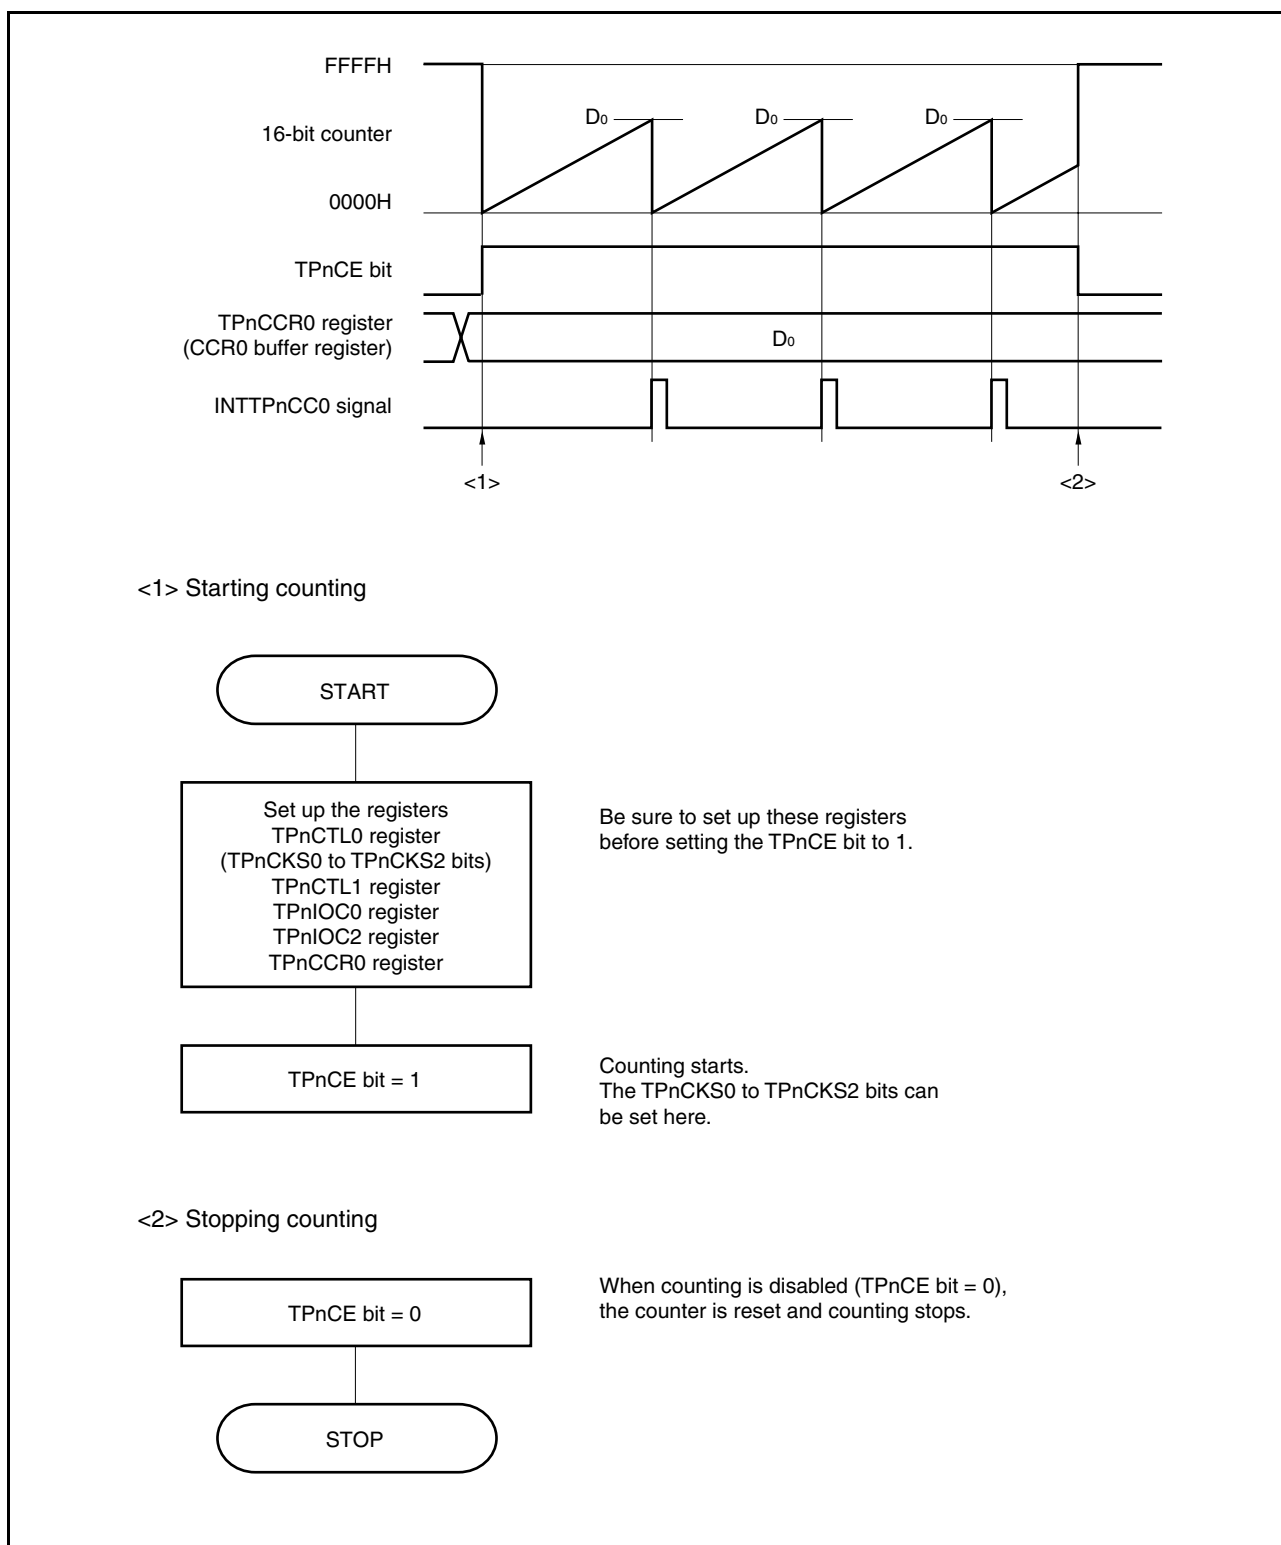 FFFFH
D0 D0 D0
16-bit counter
0000H
TPnCE bit
TPnCCR0 register
(CCR0 buffer register)
D0
INTTPnCC0 signal
<1> <2>
<1> Starting counting
START
Set up the registers
TPnCTL0 register
(TPnCKS0 to TPnCKS2 bits)
TPnCTL1 register
TPnIOC0 register
TPnIOC2 register
TPnCCR0 register
Be sure to set up these registers
before setting the TPnCE bit to 1.
TPnCE bit = 1
Counting starts.
The TPnCKS0 to TPnCKS2 bits can
be set here.
<2> Stopping counting
TPnCE bit = 0
When counting is disabled (TPnCE bit = 0),
the counter is reset and counting stops.
STOP